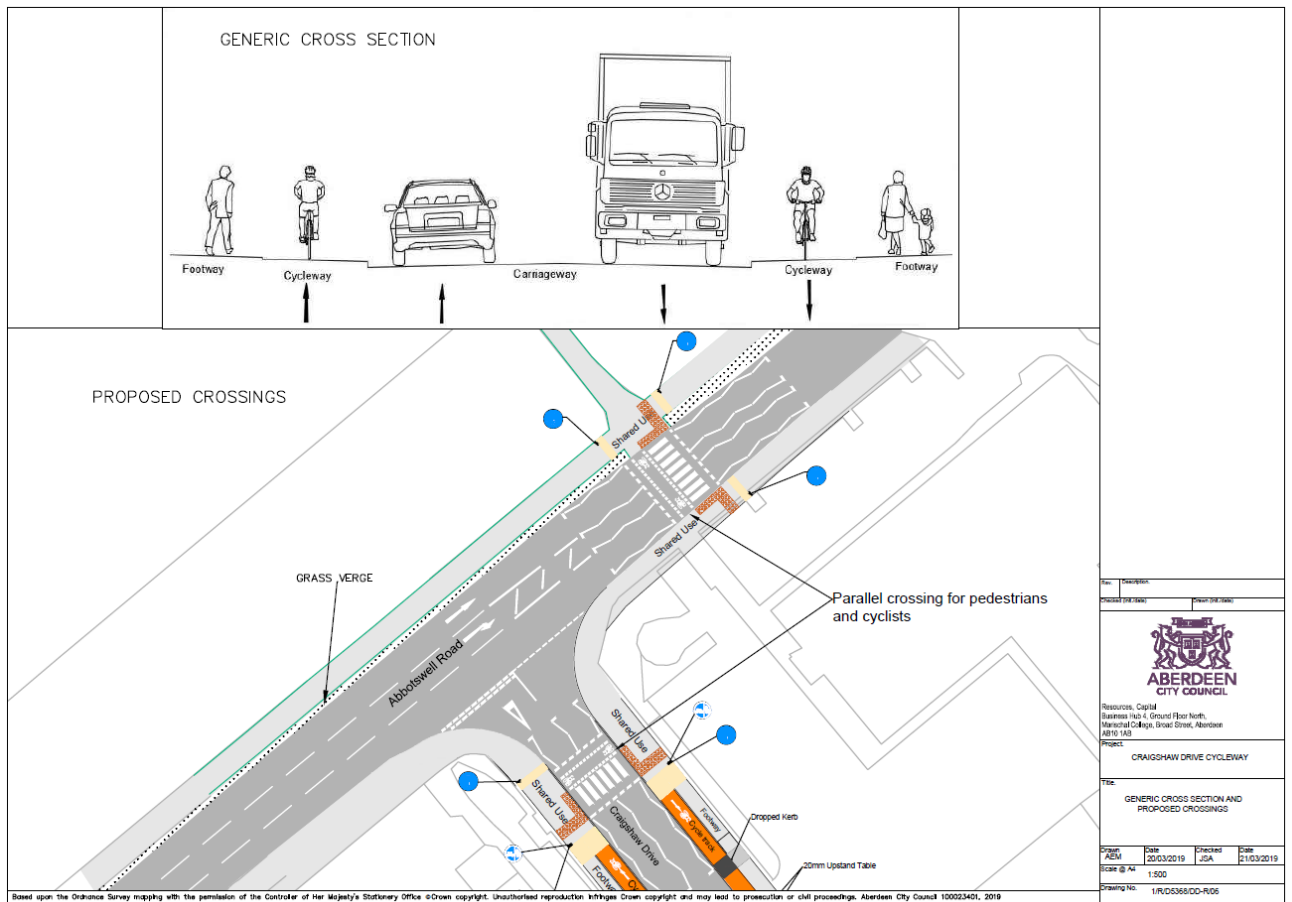 GENERIC CROSS SECTION
Footway
Cycleway
Carriageway
Cycleway
Footway
PROPOSED CROSSINGS
Shared U
Shared Use
GRASS VERGE
Parallel crossing for pedestrians
and cyclists
Abbotswell Road
Shared Use
Shared Use
Craigshaw Drive
Footway
Cycle track
Dropped Kerb
20mm Upstand Table
Footwa
Cy
Rev.
Description.
Checked (Init./date)
Drawn (Init./date)
ABERDEEN
CITY COUNCIL
Resources, Capital
Business Hub 4, Ground Floor North,
Marischal College, Broad Street, Aberdeen
AB10 1AB
Project.
CRAIGSHAW DRIVE CYCLEWAY
Title.
GENERIC CROSS SECTION AND
PROPOSED CROSSINGS
Drawn
Date
Checked
Date
AEM
20/03/2019
JSA
21/03/2019
Scale @ A4
1:500
Drawing No.
1/R/D5368/DD-R/06
Based upon the Ordnance Survey mapping with the permission of the Controller of Her Majesty's Stationery Office ©Crown copyright. Unauthorised reproduction infringes Crown copyright and may lead to prosecution or civil proceedings. Aberdeen City Council 100023401, 2019